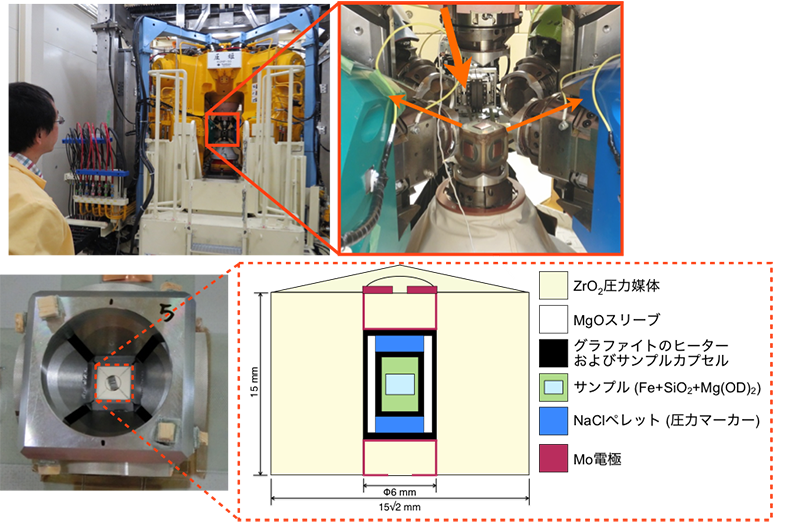 圧姫
5
ZrO2圧力媒体
MgOスリーブ
グラファイトのヒーター
およびサンプルカプセル
サンプル (Fe+SiO2+Mg(OD)2)
NaClペレット (圧力マーカー)
Mo電極
15 mm
Φ6 mm
15√2 mm